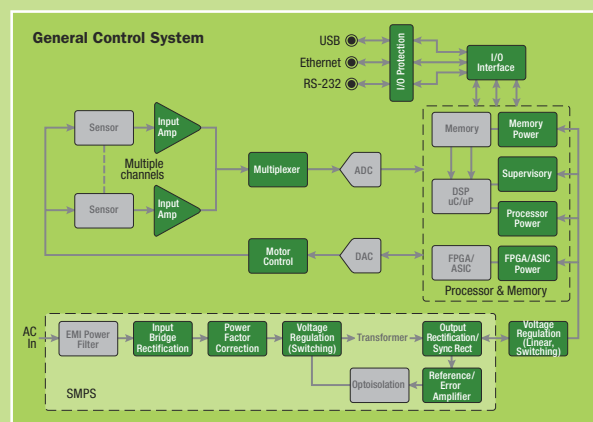 General Control System
USB
Ethernet
RS-232
I/O Protection
I/O
Interface
Sensor
Input
Amp
Multiple
channels
Sensor
Input
Amp
Multiplexer
ADC
Memory
Memory
Power
Supervisory
DSP
uC/uP
Processor
Power
Motor
Control
DAC
FPGA/
ASIC
FPGA/ASIC
Power
Processor & Memory
AC
In
EMI Power
Filter
Input
Bridge
Rectification
Power
Factor
Correction
Voltage
Regulation
(Switching)
Transformer
Output
Rectification/
Sync Rect
Voltage
Regulation
(Linear,
Switching)
Optoisolation
Reference/
Error
Amplifier
SMPS